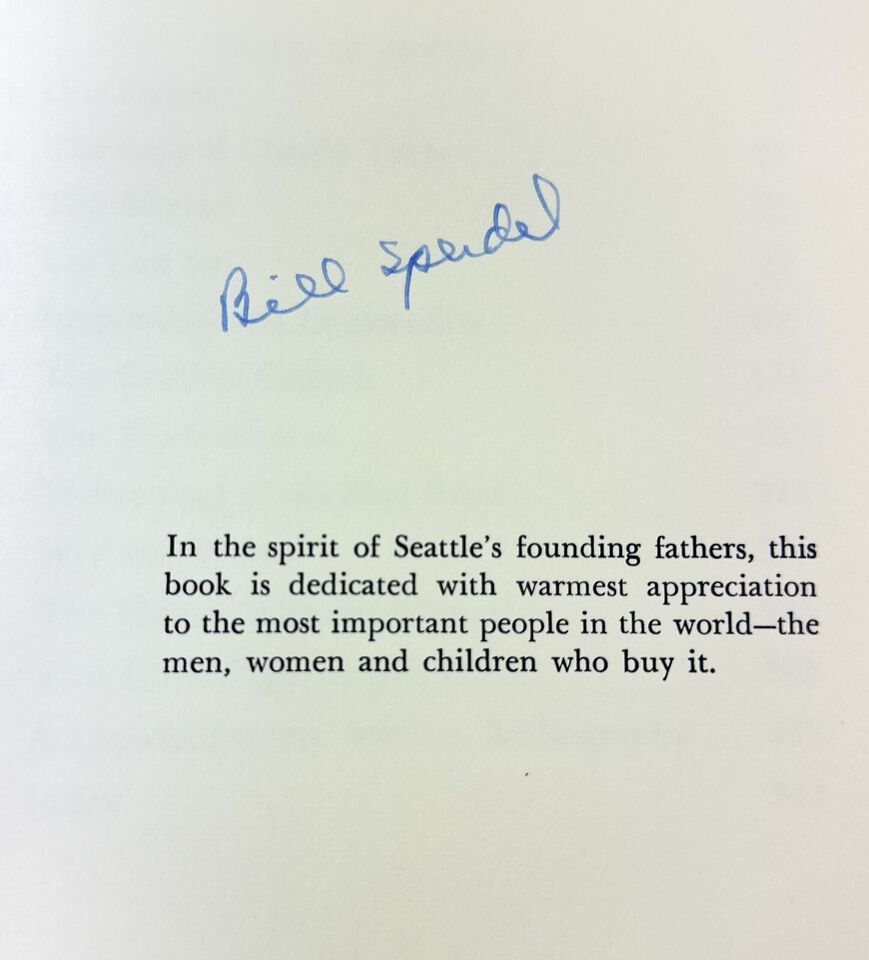 Bill Speidel
In the spirit of Seattle's founding fathers, this
book is dedicated with warmest appreciation
to the most important people in the world—the
men, women and children who buy it.